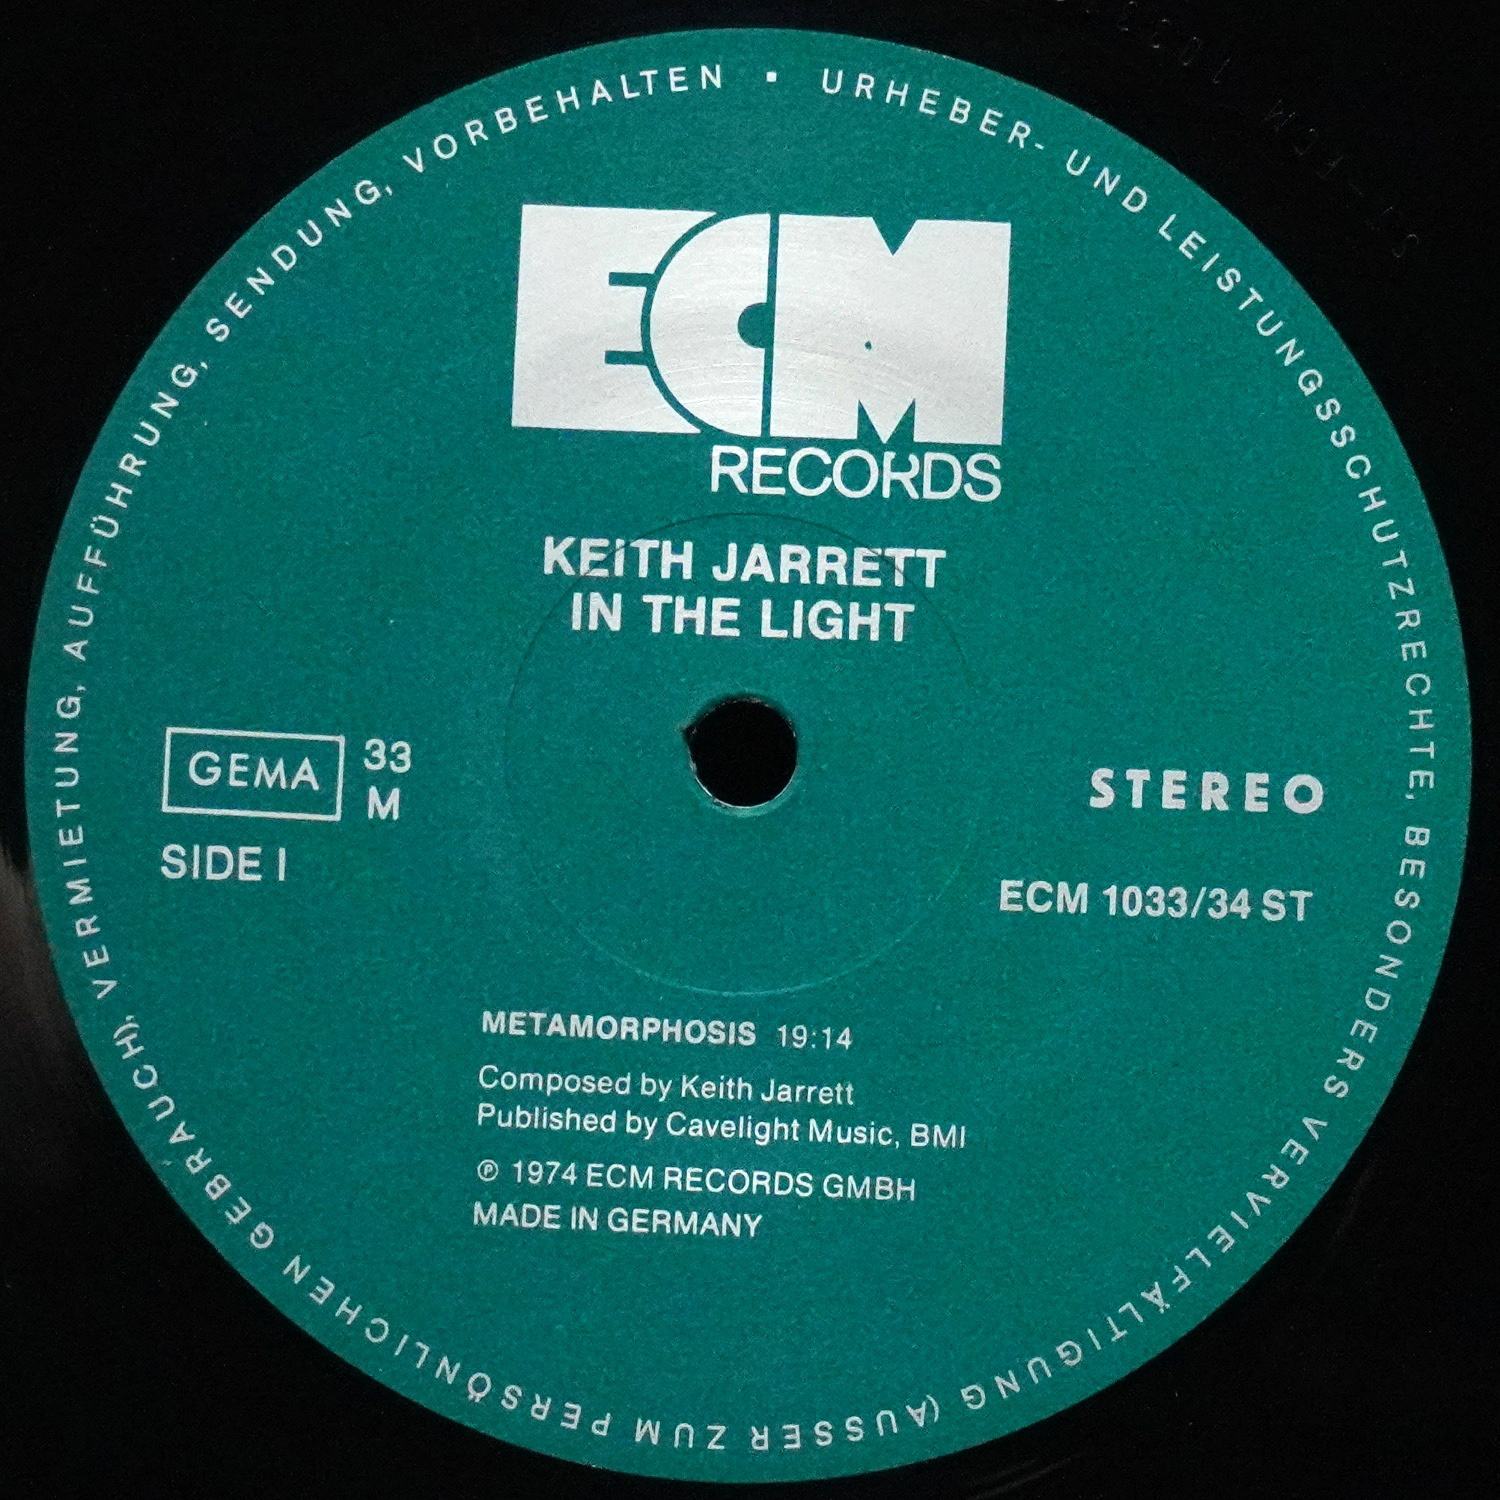 URHEBER- UND LEISTUNGSSCHUTZRECHTE, BESONDERS VERVIELFÄLTIGUNG (AUSSER ZUM PERSÖNLICHEN GEBRAUCH), VERMIETUNG, AUFFÜHRUNG, SENDUNG, VORBEHALTEN •
ECM
RECORDS
KEITH JARRETT
IN THE LIGHT
GEMA 33
M
STEREO
SIDE I
ECM 1033/34 ST
METAMORPHOSIS 19:14
Composed by Keith Jarrett
Published by Cavelight Music, BMI
℗ 1974 ECM RECORDS GMBH
MADE IN GERMANY